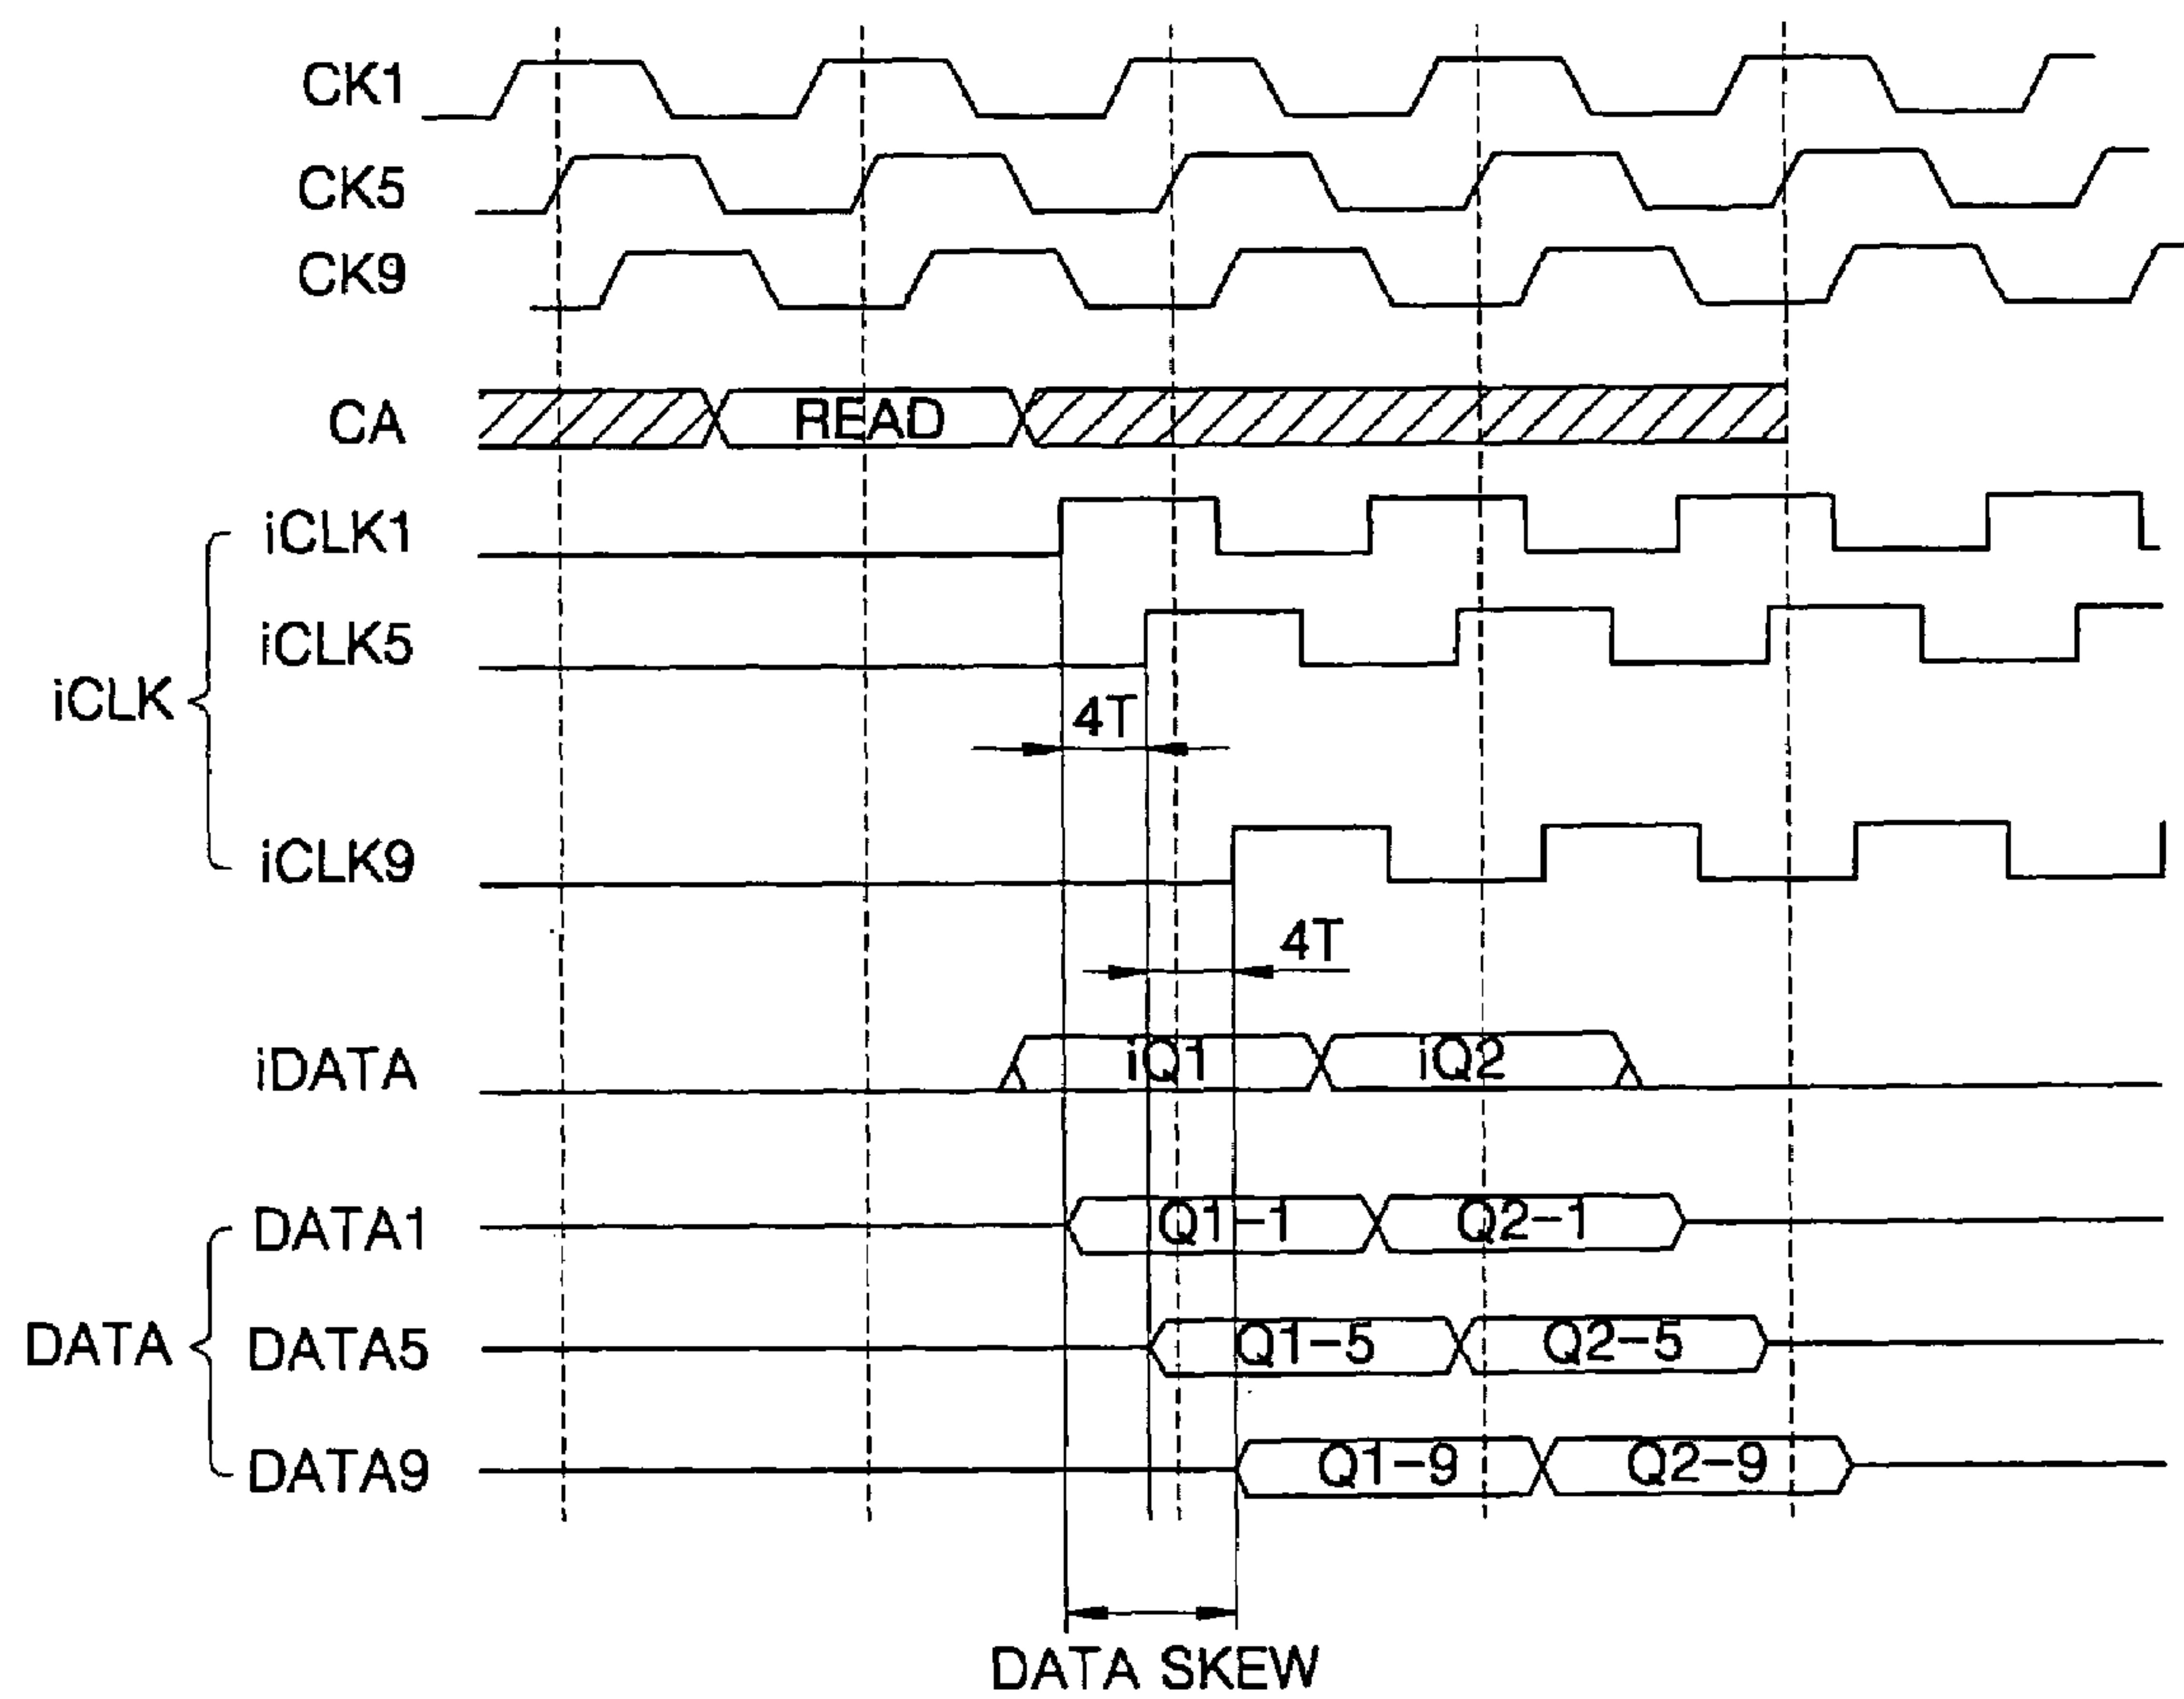 CK1
CK5
CK9
CA READ
iCLK1
iCLK5
iCLK
4T
iCLK9
4T
iDATA iQ1 iQ2
DATA1 Q1-1 Q2-1
DATA DATA5 Q1-5 Q2-5
DATA9 Q1-9 Q2-9
DATA SKEW